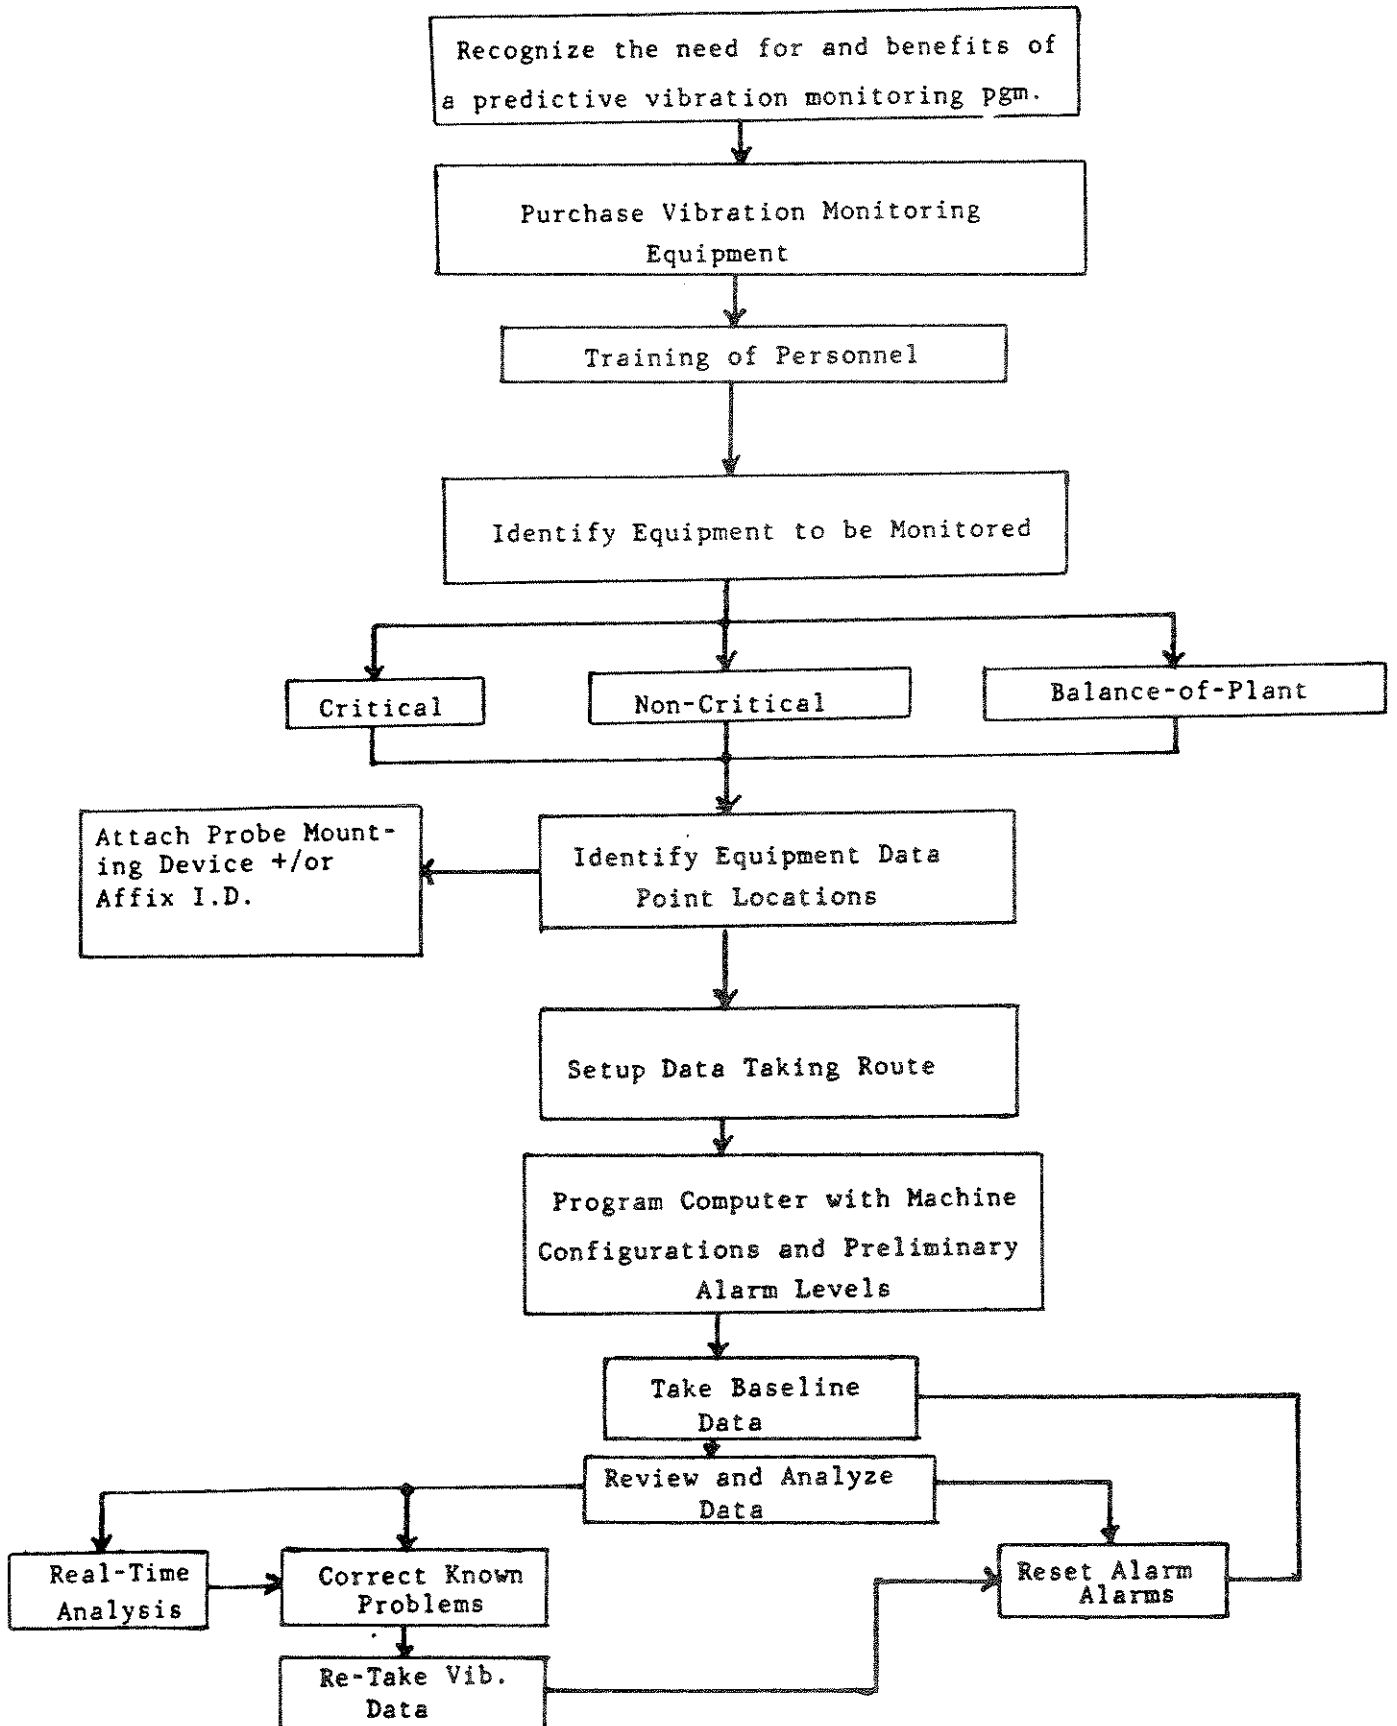 Recognize the need for and benefits of
a predictive vibration monitoring pgm.
Purchase Vibration Monitoring
Equipment
Training of Personnel
Identify Equipment to be Monitored
Critical
Non-Critical
Balance-of-Plant
Attach Probe Mount-
ing Device +/or
Affix I.D.
Identify Equipment Data
Point Locations
Setup Data Taking Route
Program Computer with Machine
Configurations and Preliminary
Alarm Levels
Take Baseline
Data
Review and Analyze
Data
Real-Time
Analysis
Correct Known
Problems
Reset Alarm
Alarms
Re-Take Vib.
Data